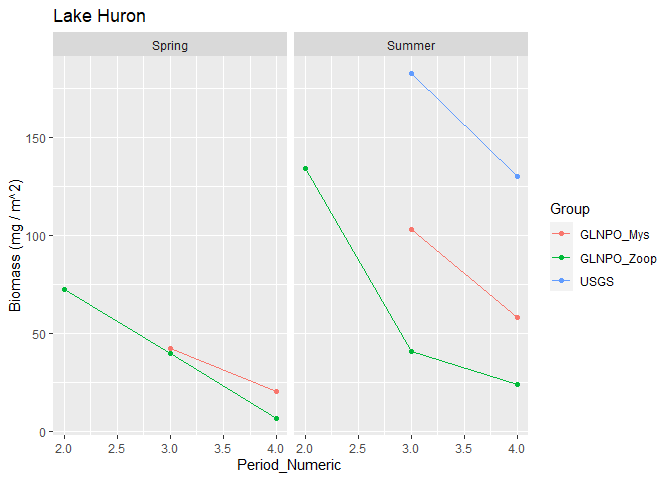 Lake Huron
Spring
Summer
Biomass (mg / m^2)
150
100
50
0
2.0 2.5 3.0 3.5 4.0
2.0 2.5 3.0 3.5 4.0
Period_Numeric
Group
GLNPO_Mys
GLNPO_Zoop
USGS